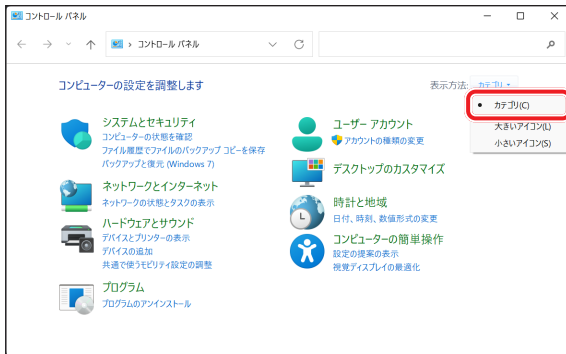 コントロール パネル
コントロール パネル
コンピューターの設定を調整します
表示方法: カテゴリ
カテゴリ(C)
大きいアイコン(L)
小さいアイコン(S)
システムとセキュリティ
コンピューターの状態を確認
ファイル履歴でファイルのバックアップ コピーを保存
バックアップと復元 (Windows 7)
ネットワークとインターネット
ネットワークの状態とタスクの表示
ハードウェアとサウンド
デバイスとプリンターの表示
デバイスの追加
共通で使うモビリティ設定の調整
プログラム
プログラムのアンインストール
ユーザー アカウント
アカウントの種類の変更
デスクトップのカスタマイズ
時計と地域
日付、時刻、数値形式の変更
コンピューターの簡単操作
設定の提案の表示
視覚ディスプレイの最適化